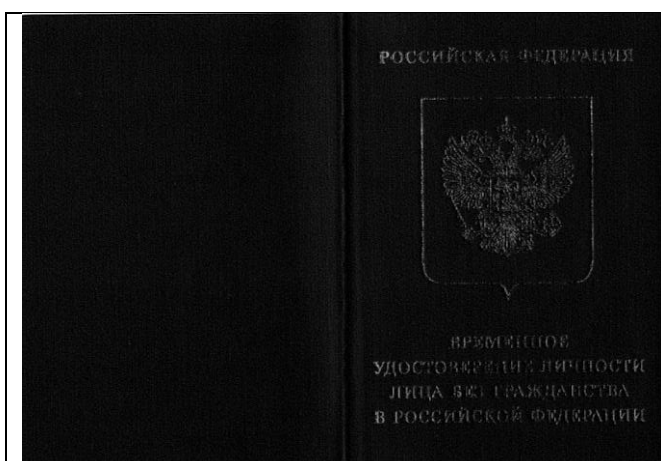 РОССИЙСКАЯ ФЕДЕРАЦИЯ
ВРЕМЕННОЕ
УДОСТОВЕРЕНИЕ ЛИЧНОСТИ
ЛИЦА БЕЗ ГРАЖДАНСТВА
В РОССИЙСКОЙ ФЕДЕРАЦИИ